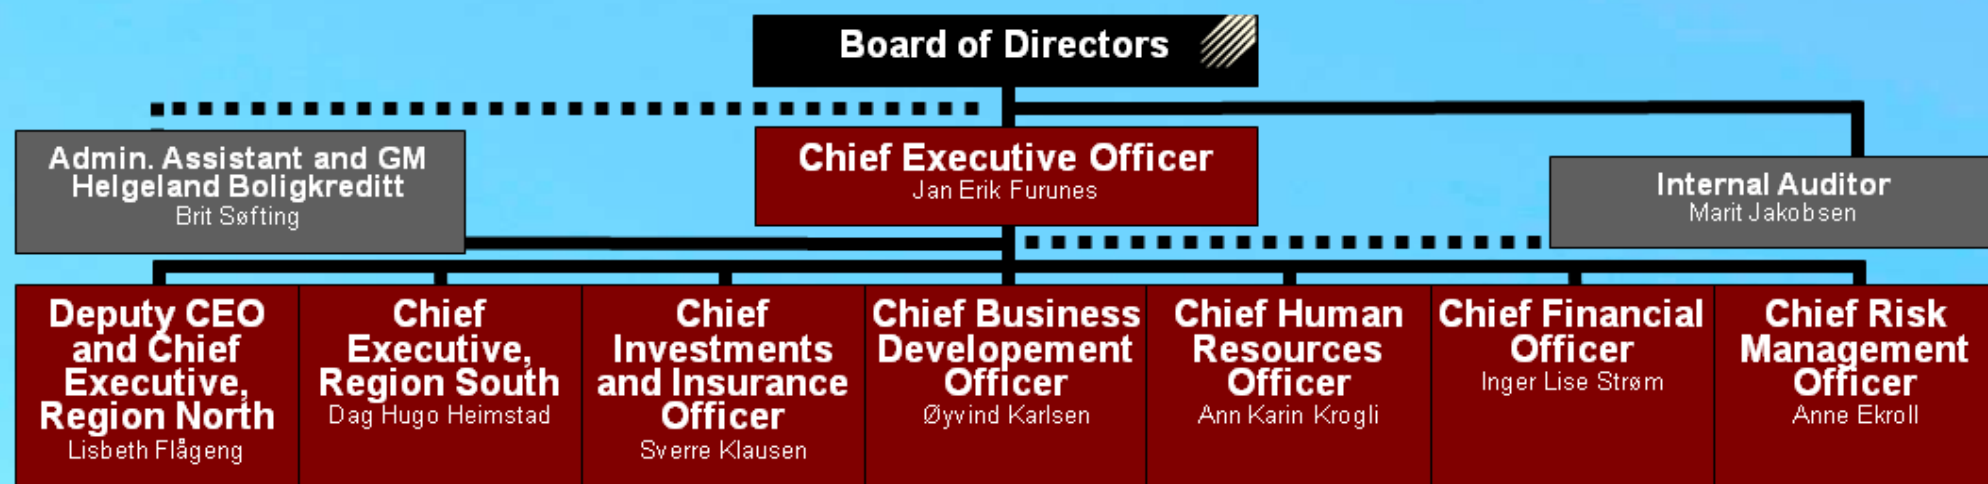 Board of Directors
Admin. Assistant and GM
Helgeland Boligkreditt
Brit Søfting
Chief Executive Officer
Jan Erik Furunes
Internal Auditor
Marit Jakobsen
Deputy CEO
and Chief
Executive,
Region North
Lisbeth Flågeng
Chief
Executive,
Region South
Dag Hugo Heimstad
Chief
Investments
and Insurance
Officer
Sverre Klausen
Chief Business
Developement
Officer
Øyvind Karlsen
Chief Human
Resources
Officer
Ann Karin Krogli
Chief Financial
Officer
Inger Lise Strøm
Chief Risk
Management
Officer
Anne Ekroll